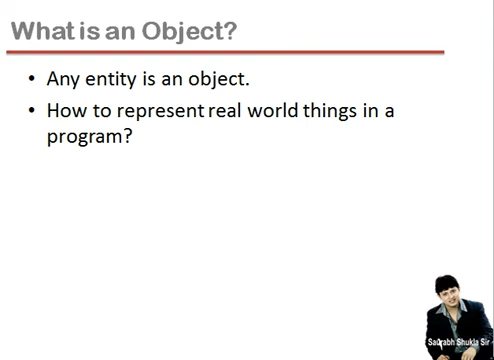 What is an Object?
• Any entity is an object.
• How to represent real world things in a
program?
Saurabh Shukla Sir